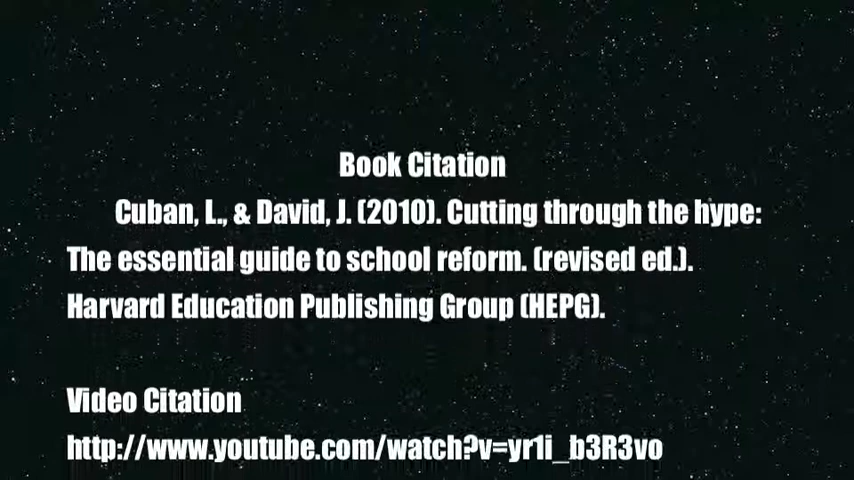 Book Citation
Cuban, L., & David, J. (2010). Cutting through the hype:
The essential guide to school reform. (revised ed.).
Harvard Education Publishing Group (HEPG).
Video Citation
http://www.youtube.com/watch?v=yr1i_b3R3vo